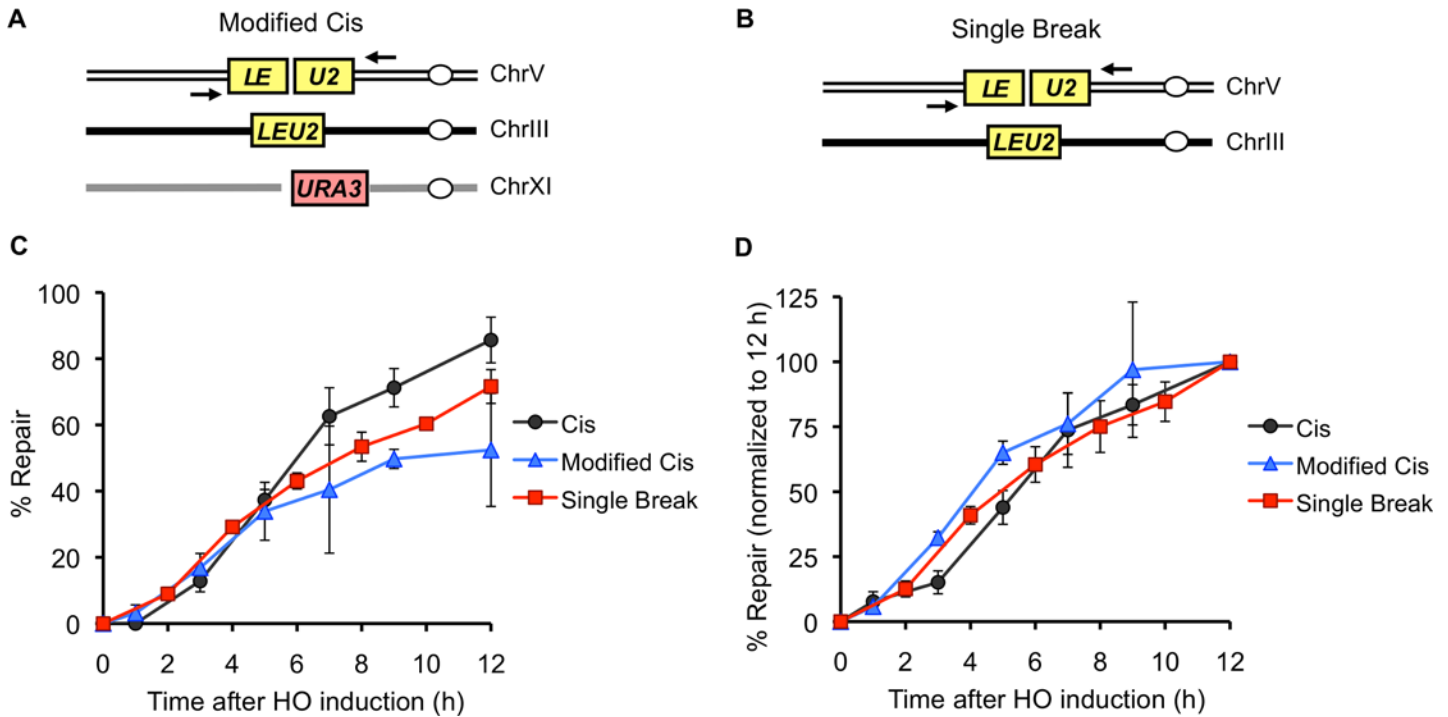 A
Modified Cis
LE U2 ChrV
LEU2 ChrIII
URA3 ChrXI
B
Single Break
LE U2 ChrV
LEU2 ChrIII
C
% Repair
100
80
60
40
20
0
0 2 4 6 8 10 12
Time after HO induction (h)
Cis
Modified Cis
Single Break
D
% Repair (normalized to 12 h)
125
100
75
50
25
0
0 2 4 6 8 10 12
Time after HO induction (h)
Cis
Modified Cis
Single Break